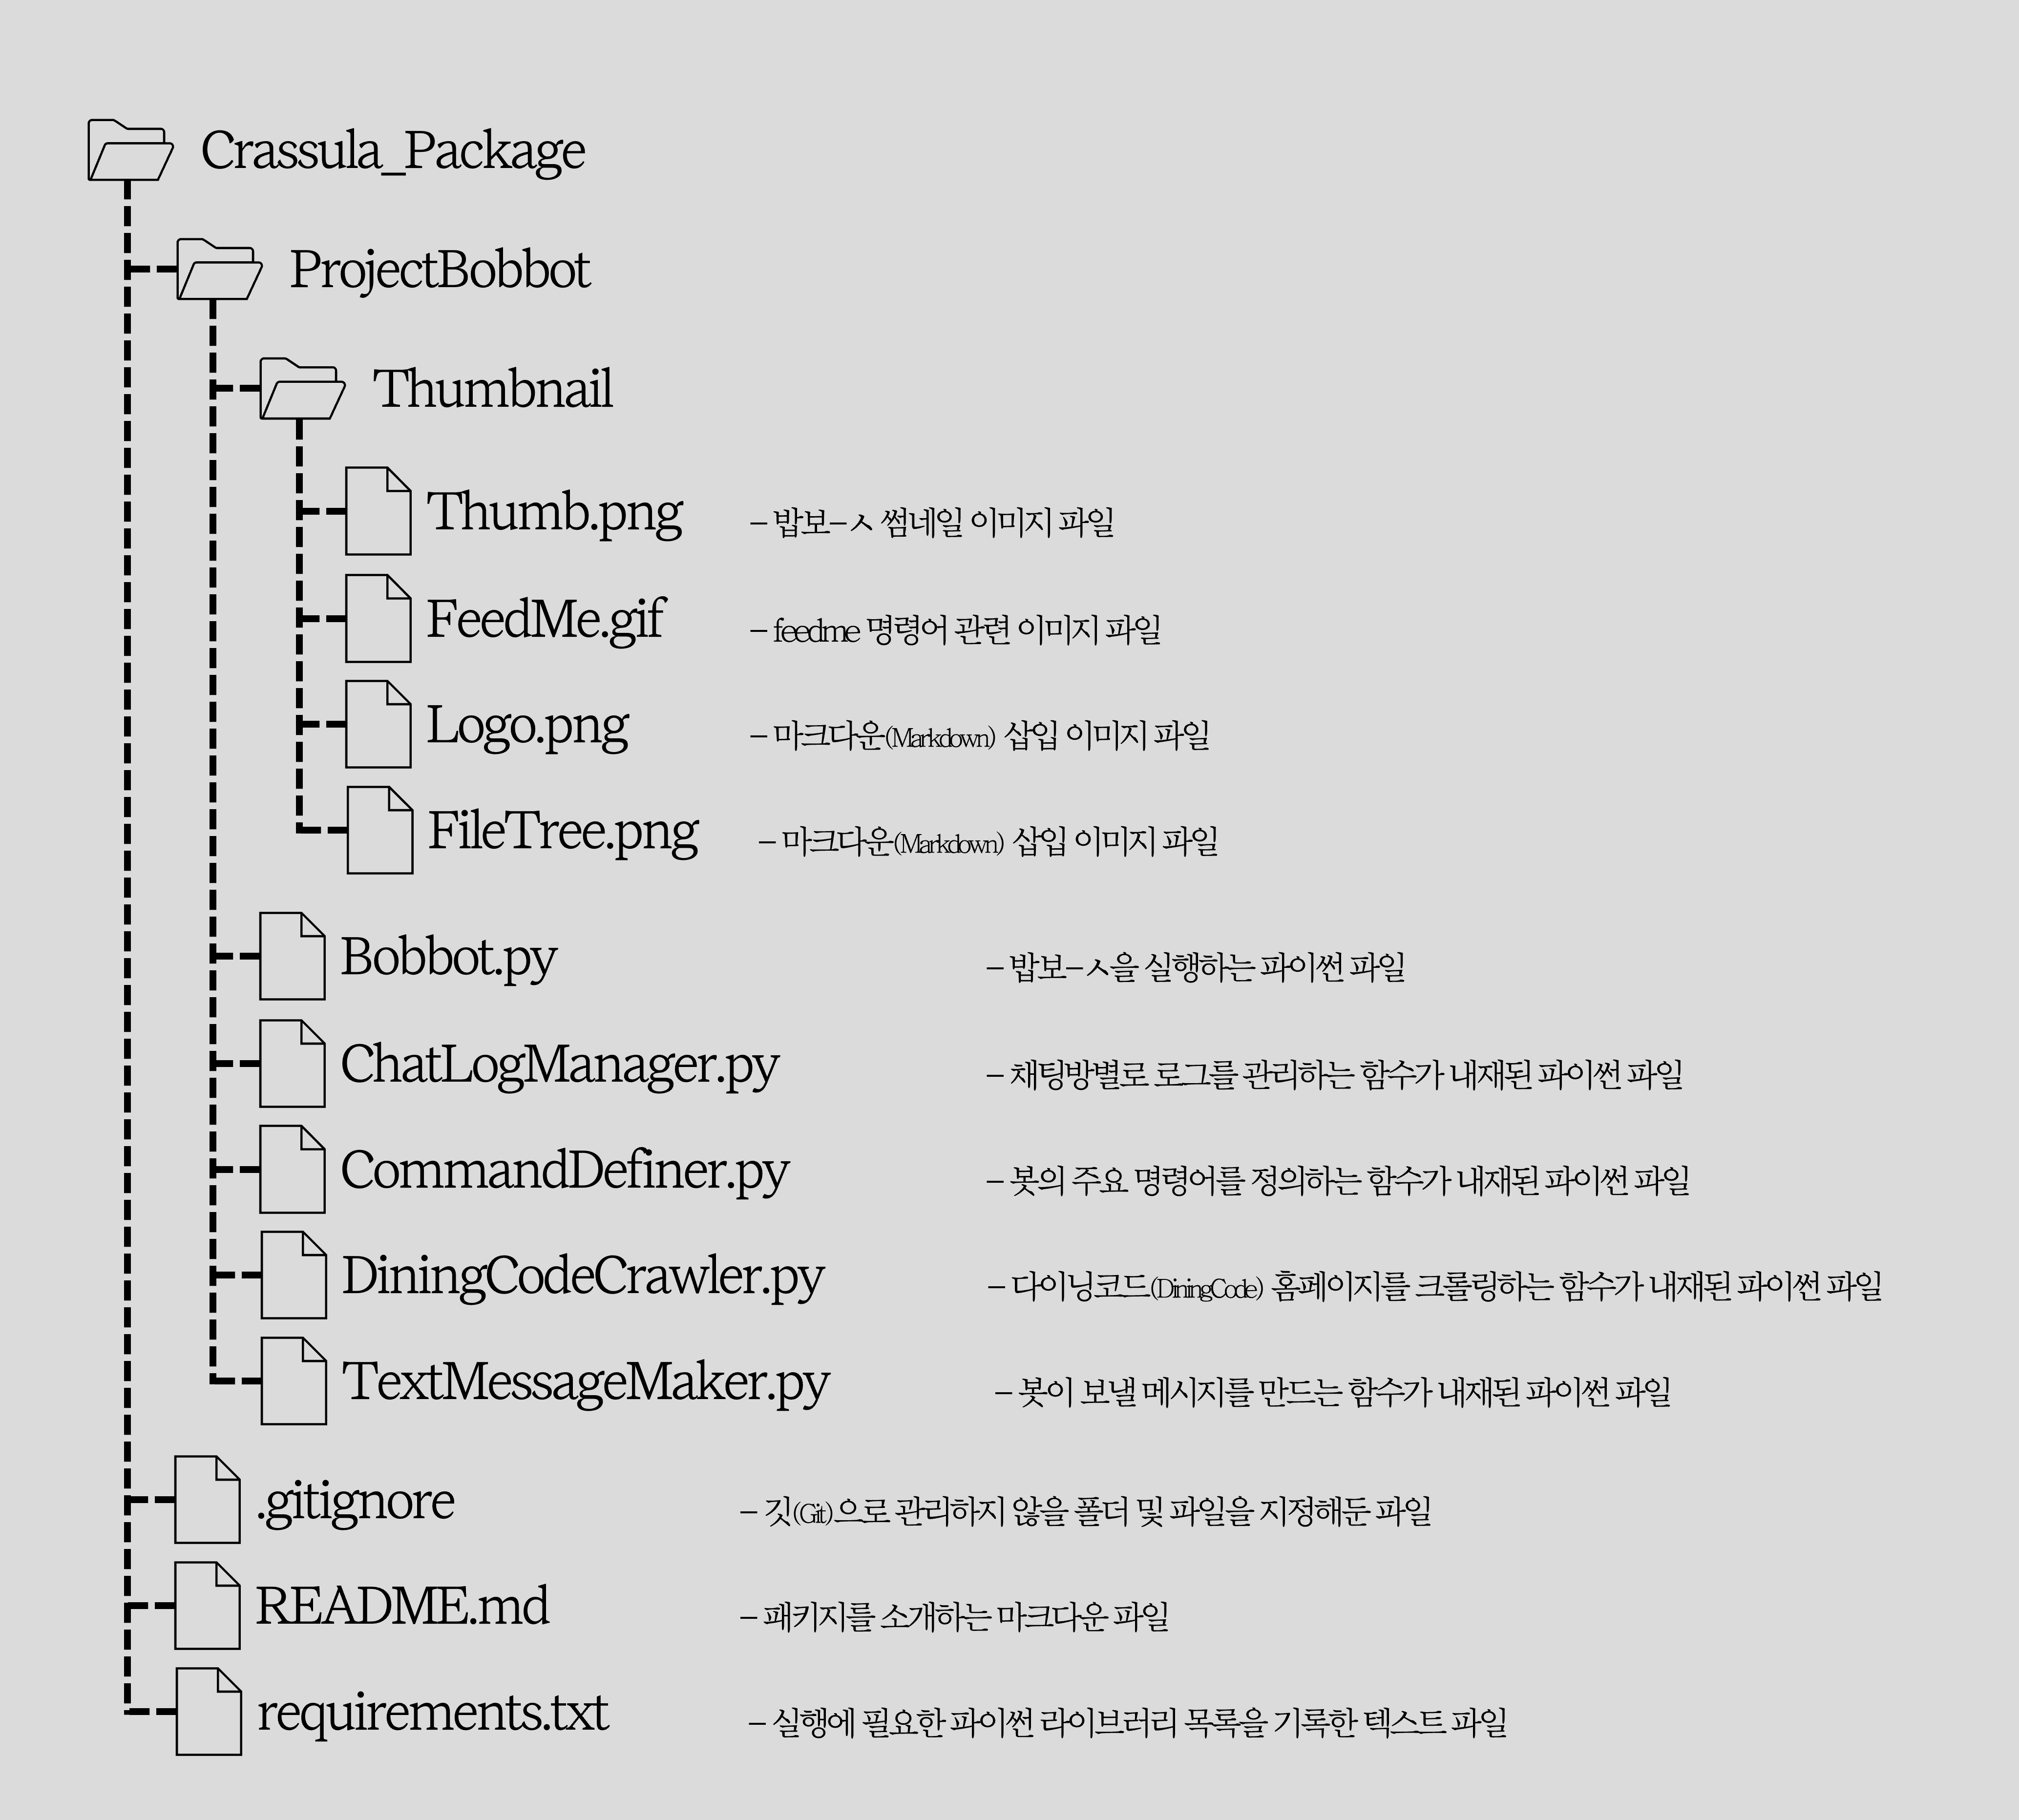 Crassula_Package
ProjectBobbot
Thumbnail
Thumb.png – 밥보-ㅅ 썸네일 이미지 파일
FeedMe.gif – feedme 명령어 관련 이미지 파일
Logo.png – 마크다운(Markdown) 삽입 이미지 파일
FileTree.png – 마크다운(Markdown) 삽입 이미지 파일
Bobbot.py – 밥보-ㅅ을 실행하는 파이썬 파일
ChatLogManager.py – 채팅방별로 로그를 관리하는 함수가 내재된 파이썬 파일
CommandDefiner.py – 봇의 주요 명령어를 정의하는 함수가 내재된 파이썬 파일
DiningCodeCrawler.py – 다이닝코드(DiningCode) 홈페이지를 크롤링하는 함수가 내재된 파이썬 파일
TextMessageMaker.py – 봇이 보낼 메시지를 만드는 함수가 내재된 파이썬 파일
.gitignore – 깃(Git)으로 관리하지 않을 폴더 및 파일을 지정해둔 파일
README.md – 패키지를 소개하는 마크다운 파일
requirements.txt – 실행에 필요한 파이썬 라이브러리 목록을 기록한 텍스트 파일